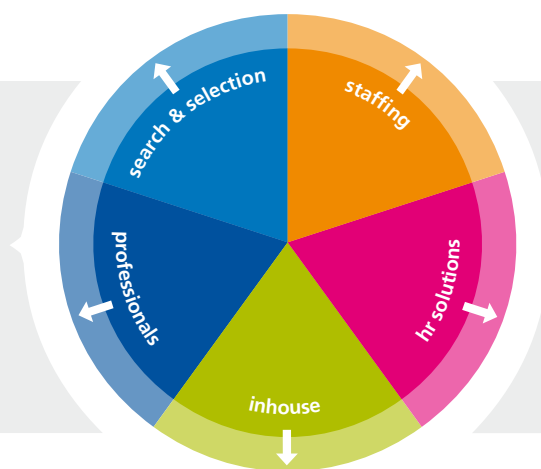 search & selection
staffing
professionals
hr solutions
inhouse